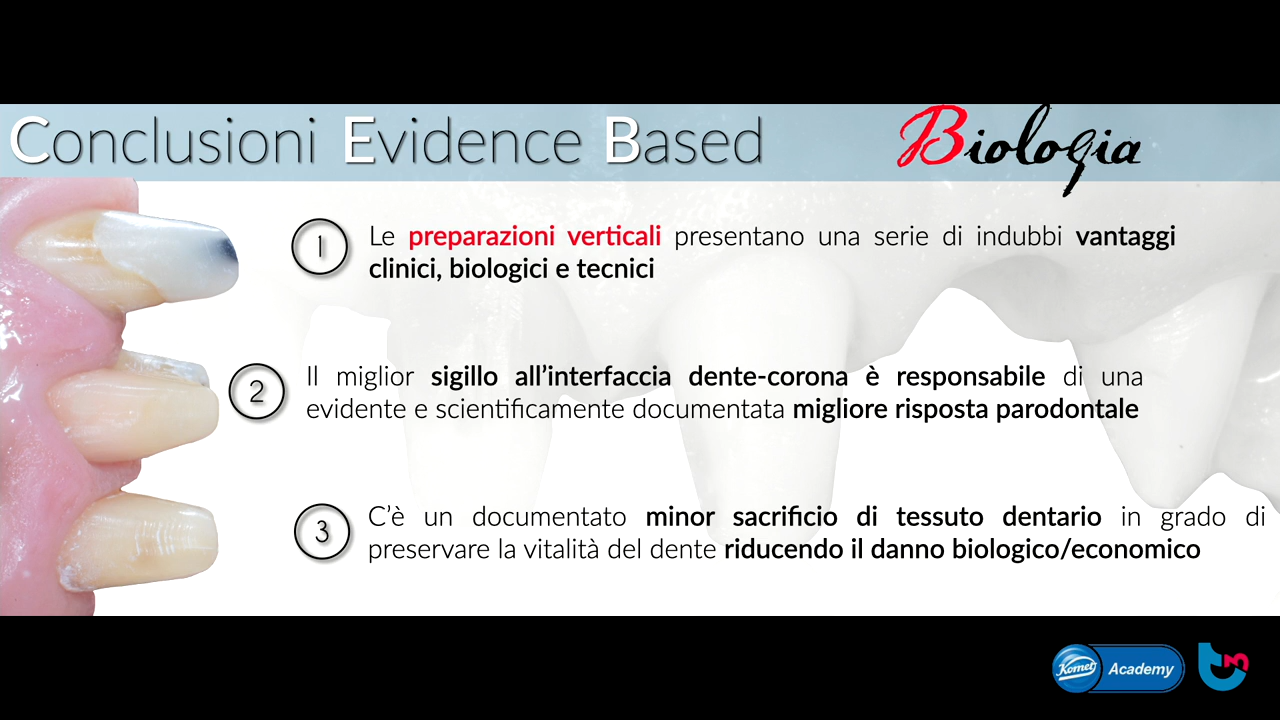 Conclusioni Evidence Based
Biologia
1
Le preparazioni verticali presentano una serie di indubbi vantaggi
clinici, biologici e tecnici
2
Il miglior sigillo all'interfaccia dente-corona è responsabile di una
evidente e scientificamente documentata migliore risposta parodontale
3
C'è un documentato minor sacrificio di tessuto dentario in grado di
preservare la vitalità del dente riducendo il danno biologico/economico
Komet Academy
tm